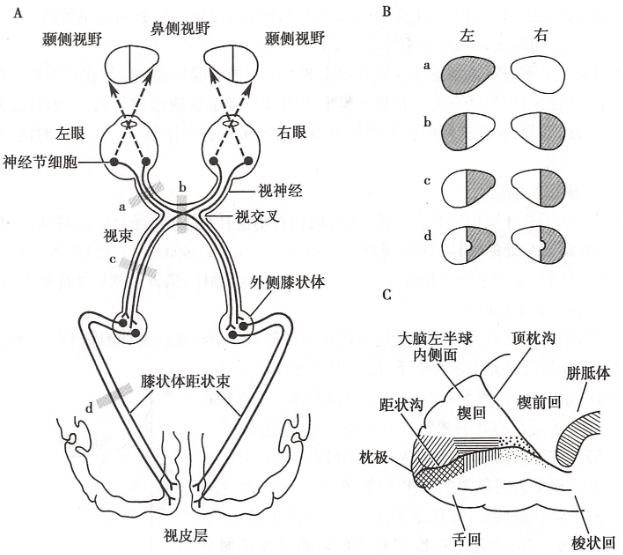 A
颞侧视野
鼻侧视野
颞侧视野
左眼
右眼
神经节细胞
视神经
a
b
视交叉
视束
c
外侧膝状体
膝状体距状束
d
视皮层
B
左
右
a
b
c
d
C
大脑左半球
内侧面
顶枕沟
胼胝体
距状沟
楔回
楔前回
枕极
舌回
梭状回